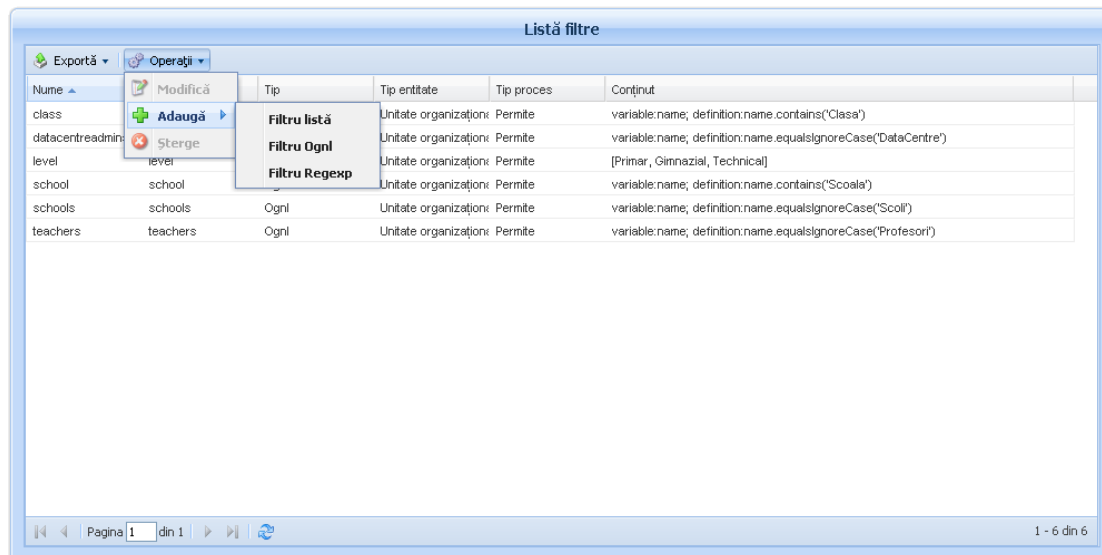 Listă filtre
Exportă Operații
Nume Tip Tip entitate Tip proces Conținut
Modifică
Adaugă
Șterge
Filtru listă
Filtru Ognl
Filtru Regexp
class Unitate organizațion Permite variable:name; definition:name.contains('Clasa')
datacentreadmin Unitate organizațion Permite variable:name; definition:name.equalsIgnoreCase('DataCentre')
level level Unitate organizațion Permite [Primar, Gimnazial, Technical]
school school Unitate organizațion Permite variable:name; definition:name.contains('Scoala')
schools schools Ognl Unitate organizațion Permite variable:name; definition:name.equalsIgnoreCase('Scoli')
teachers teachers Ognl Unitate organizațion Permite variable:name; definition:name.equalsIgnoreCase('Profesori')
Pagina 1 din 1 1 - 6 din 6